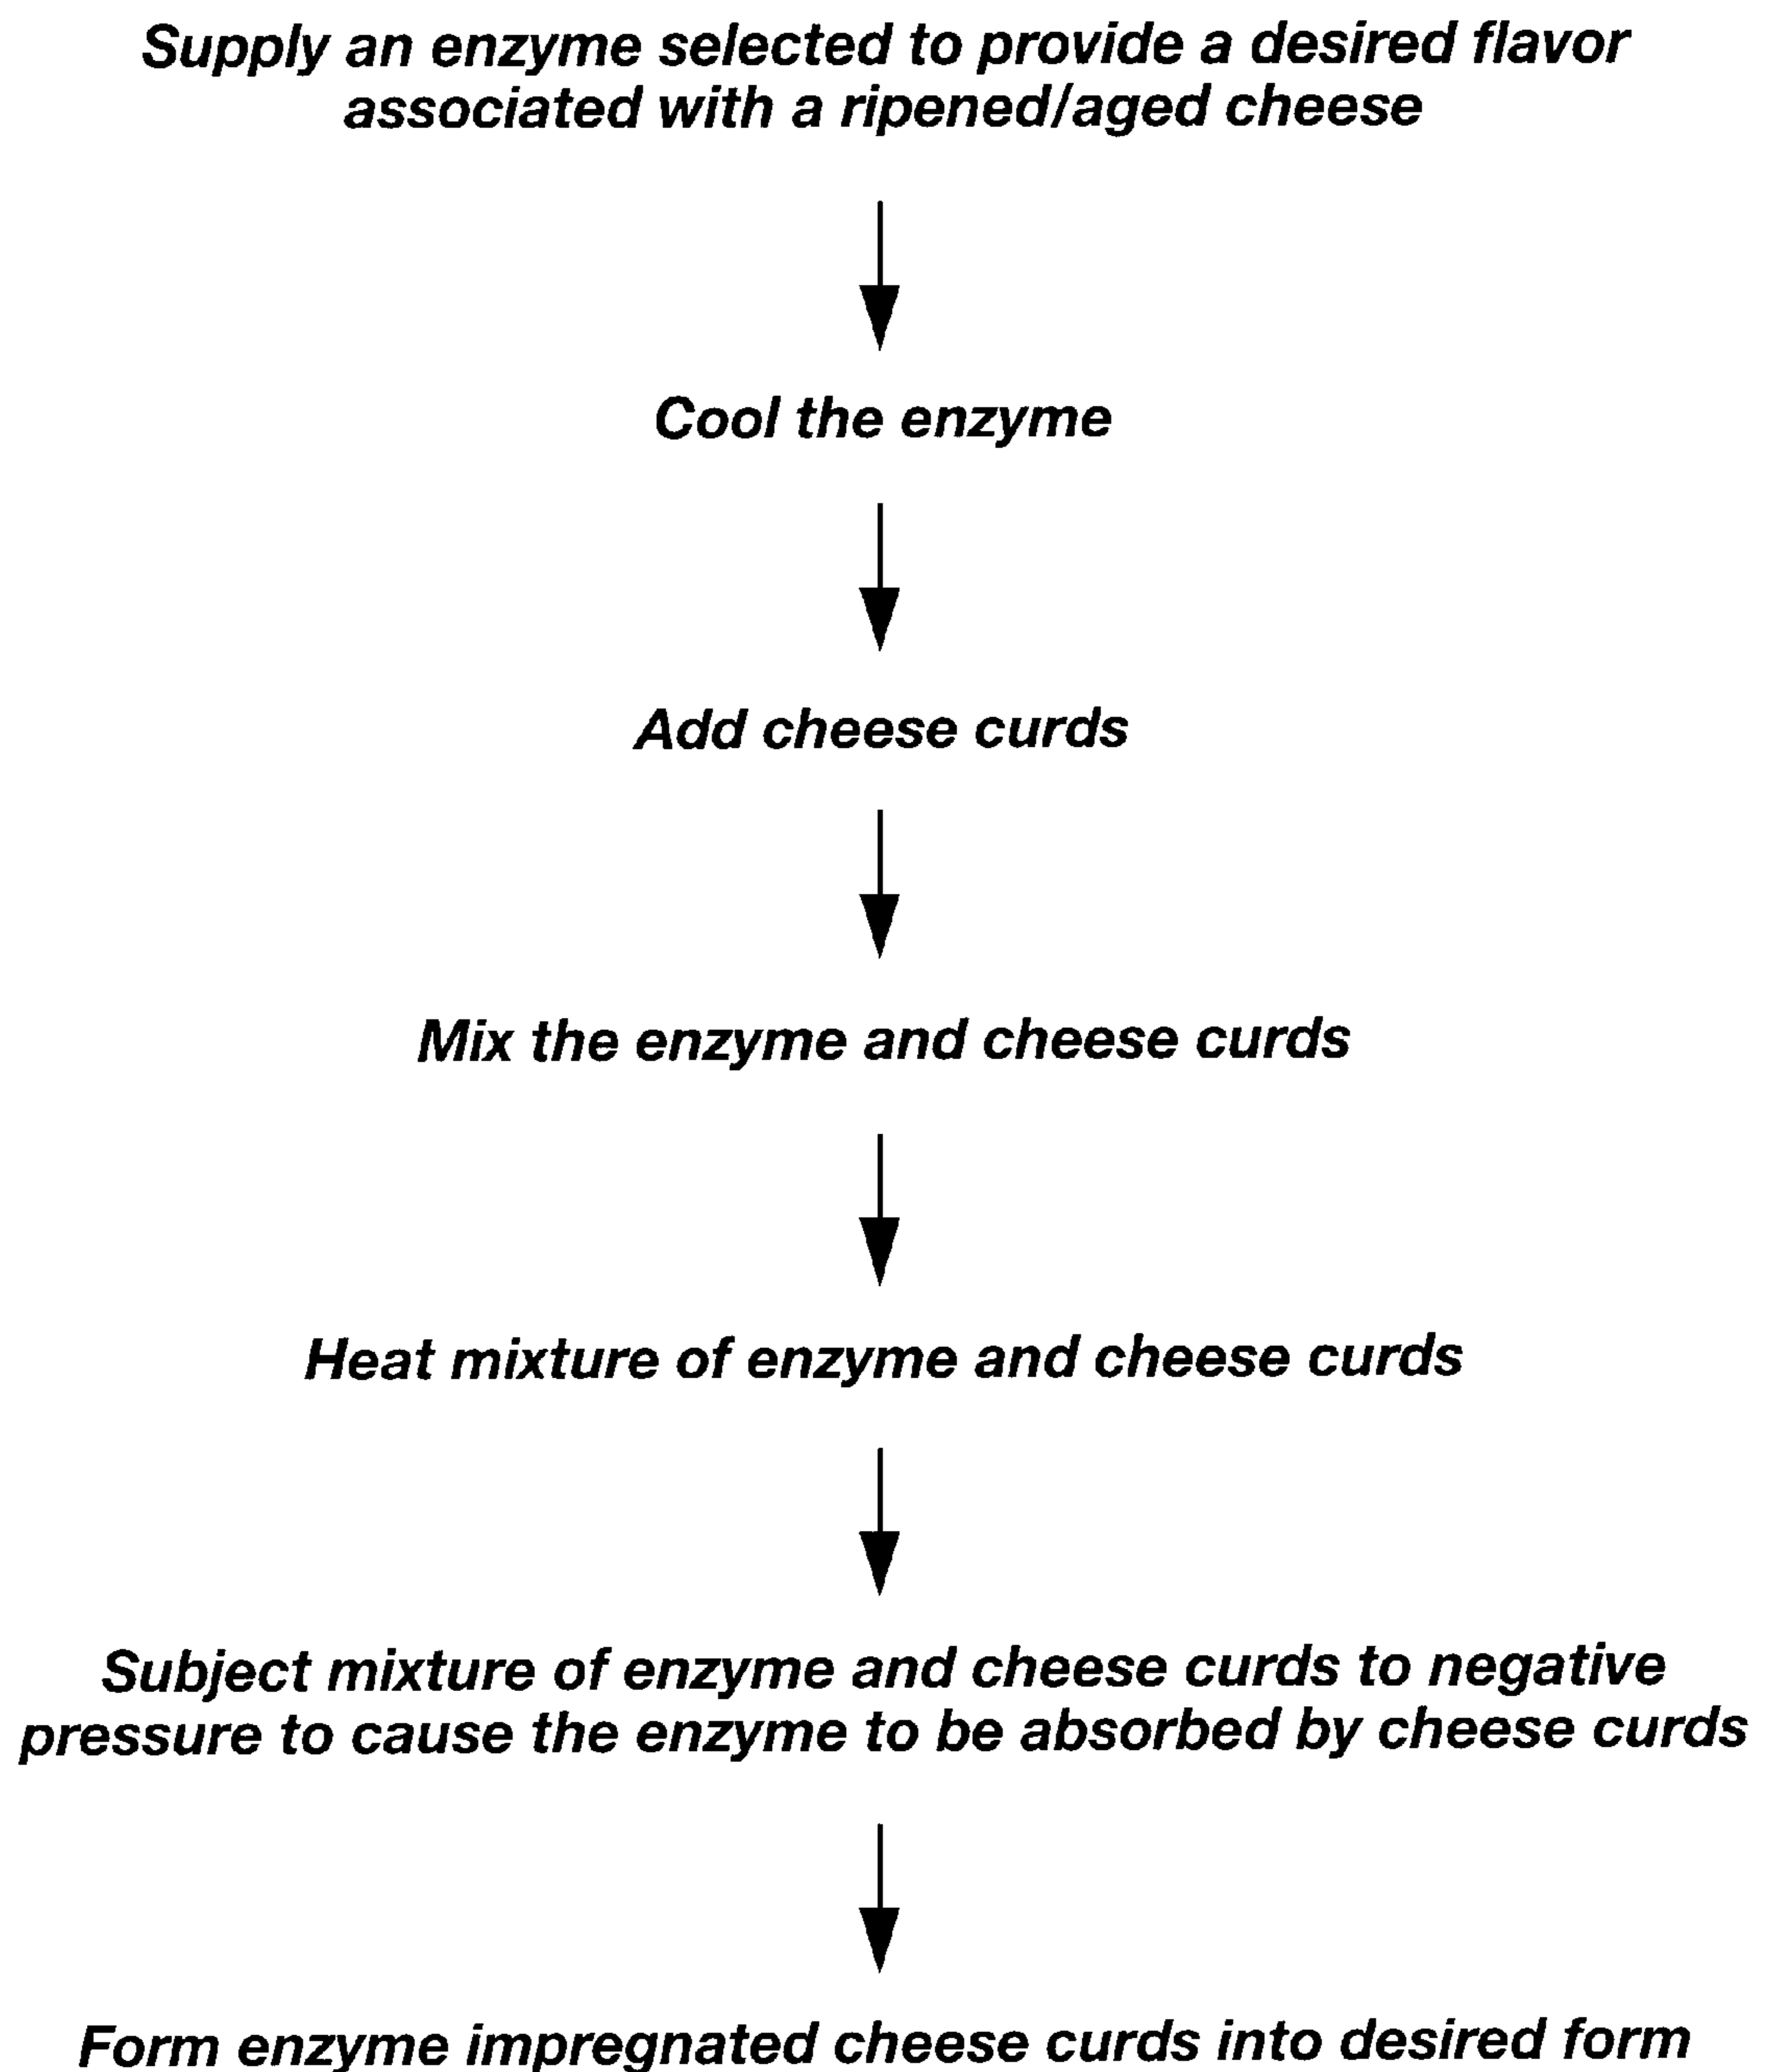 Supply an enzyme selected to provide a desired flavor
associated with a ripened/aged cheese
Cool the enzyme
Add cheese curds
Mix the enzyme and cheese curds
Heat mixture of enzyme and cheese curds
Subject mixture of enzyme and cheese curds to negative
pressure to cause the enzyme to be absorbed by cheese curds
Form enzyme impregnated cheese curds into desired form